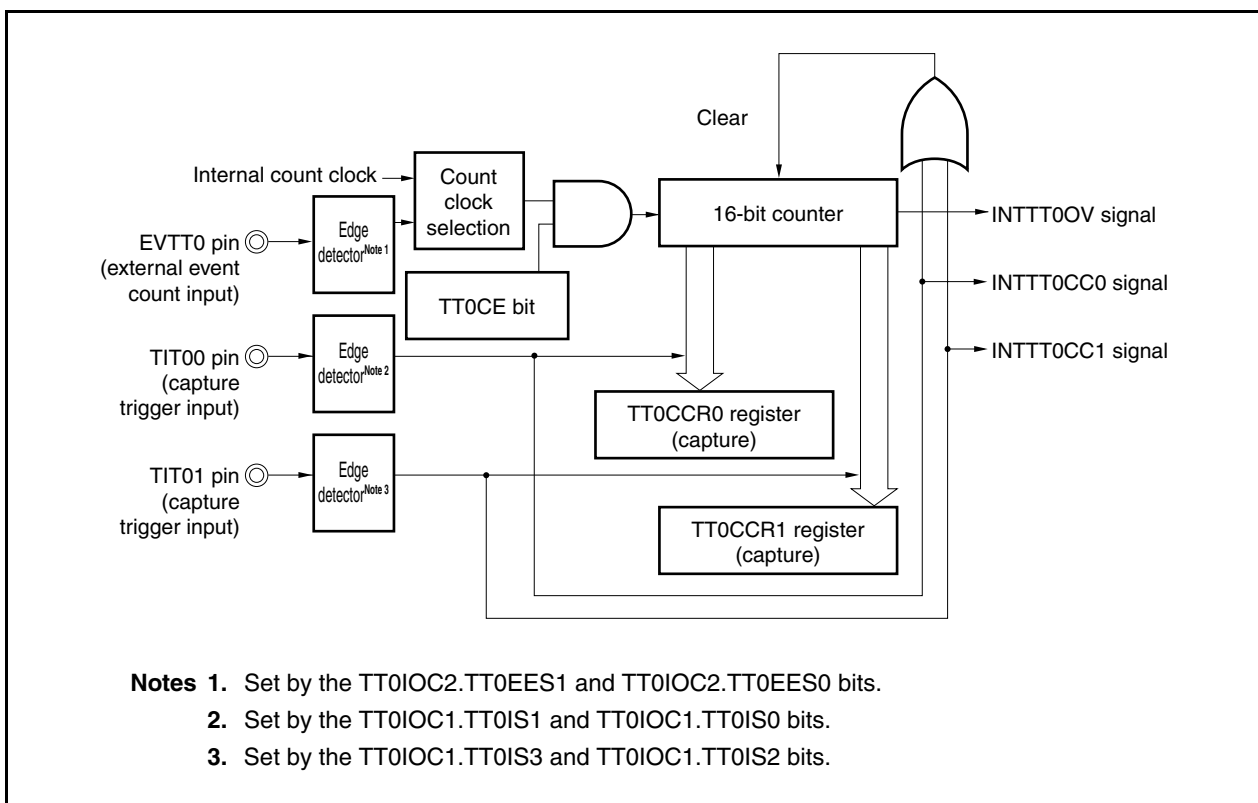 Clear
Internal count clock
Count
clock
selection
16-bit counter
INTTT0OV signal
EVTT0 pin
(external event
count input)
Edge
detectorNote 1
TT0CE bit
INTTT0CC0 signal
TIT00 pin
(capture
trigger input)
Edge
detectorNote 2
INTTT0CC1 signal
TT0CCR0 register
(capture)
TIT01 pin
(capture
trigger input)
Edge
detectorNote 3
TT0CCR1 register
(capture)
Notes 1. Set by the TT0IOC2.TT0EES1 and TT0IOC2.TT0EES0 bits.
2. Set by the TT0IOC1.TT0IS1 and TT0IOC1.TT0IS0 bits.
3. Set by the TT0IOC1.TT0IS3 and TT0IOC1.TT0IS2 bits.